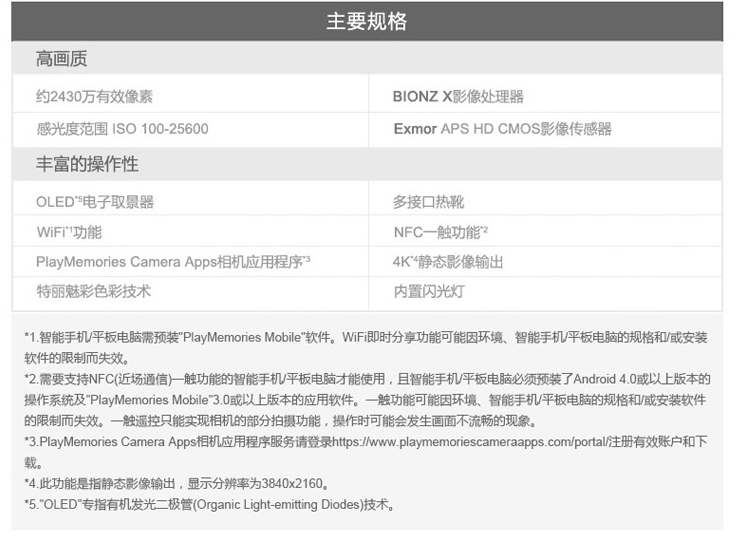 主要规格
高画质
约2430万有效像素 BIONZ X影像处理器
感光度范围 ISO 100-25600 Exmor APS HD CMOS影像传感器
丰富的操作性
OLED*5电子取景器 多接口热靴
WiFi*1功能 NFC一触功能*2
PlayMemories Camera Apps相机应用程序*3 4K*4静态影像输出
特丽魅彩色彩技术 内置闪光灯
*1.智能手机/平板电脑需预装"PlayMemories Mobile"软件。WiFi即时分享功能可能因环境、智能手机/平板电脑的规格和/或安装
软件的限制而失效。
*2.需要支持NFC(近场通信)一触功能的智能手机/平板电脑才能使用，且智能手机/平板电脑必须预装了Android 4.0或以上版本的
操作系统及"PlayMemories Mobile"3.0或以上版本的应用软件。一触功能可能因环境、智能手机/平板电脑的规格和/或安装软件
的限制而失效。一触遥控只能实现相机的部分拍摄功能，操作时可能会发生画面不流畅的现象。
*3.PlayMemories Camera Apps相机应用程序服务请登录https://www.playmemoriescameraapps.com/portal/注册有效账户和下
载。
*4.此功能是指静态影像输出，显示分辨率为3840x2160。
*5."OLED"专指有机发光二极管(Organic Light-emitting Diodes)技术。